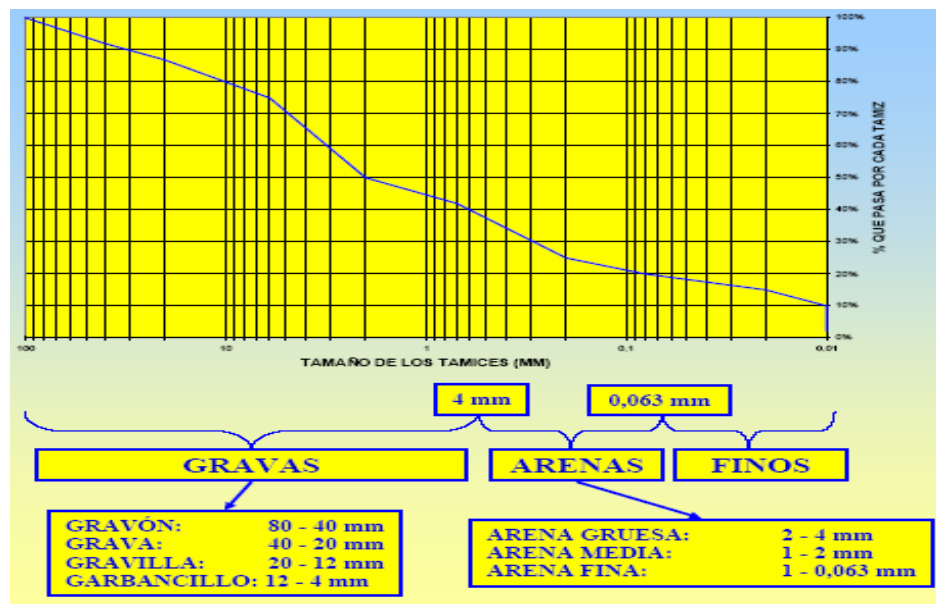 100%
90%
80%
70%
60%
50%
40%
30%
20%
10%
0%
% QUE PASA POR CADA TAMIZ
100 10 1 0,1 0,01
TAMAÑO DE LOS TAMICES (MM)
4 mm 0,063 mm
GRAVAS ARENAS FINOS
GRAVÓN: 80 - 40 mm
GRAVA: 40 - 20 mm
GRAVILLA: 20 - 12 mm
GARBANCILLO: 12 - 4 mm
ARENA GRUESA: 2 - 4 mm
ARENA MEDIA: 1 - 2 mm
ARENA FINA: 1 - 0,063 mm